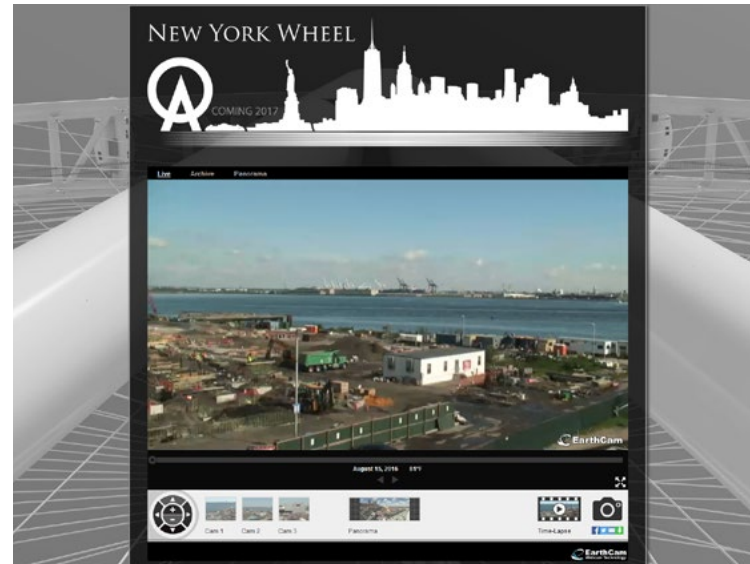 NEW YORK WHEEL
COMING 2017
Live Archive Panorama
EarthCam
August 15, 2016
Cam 1 Cam 2 Cam 3 Panorama Time-Lapse
EarthCam